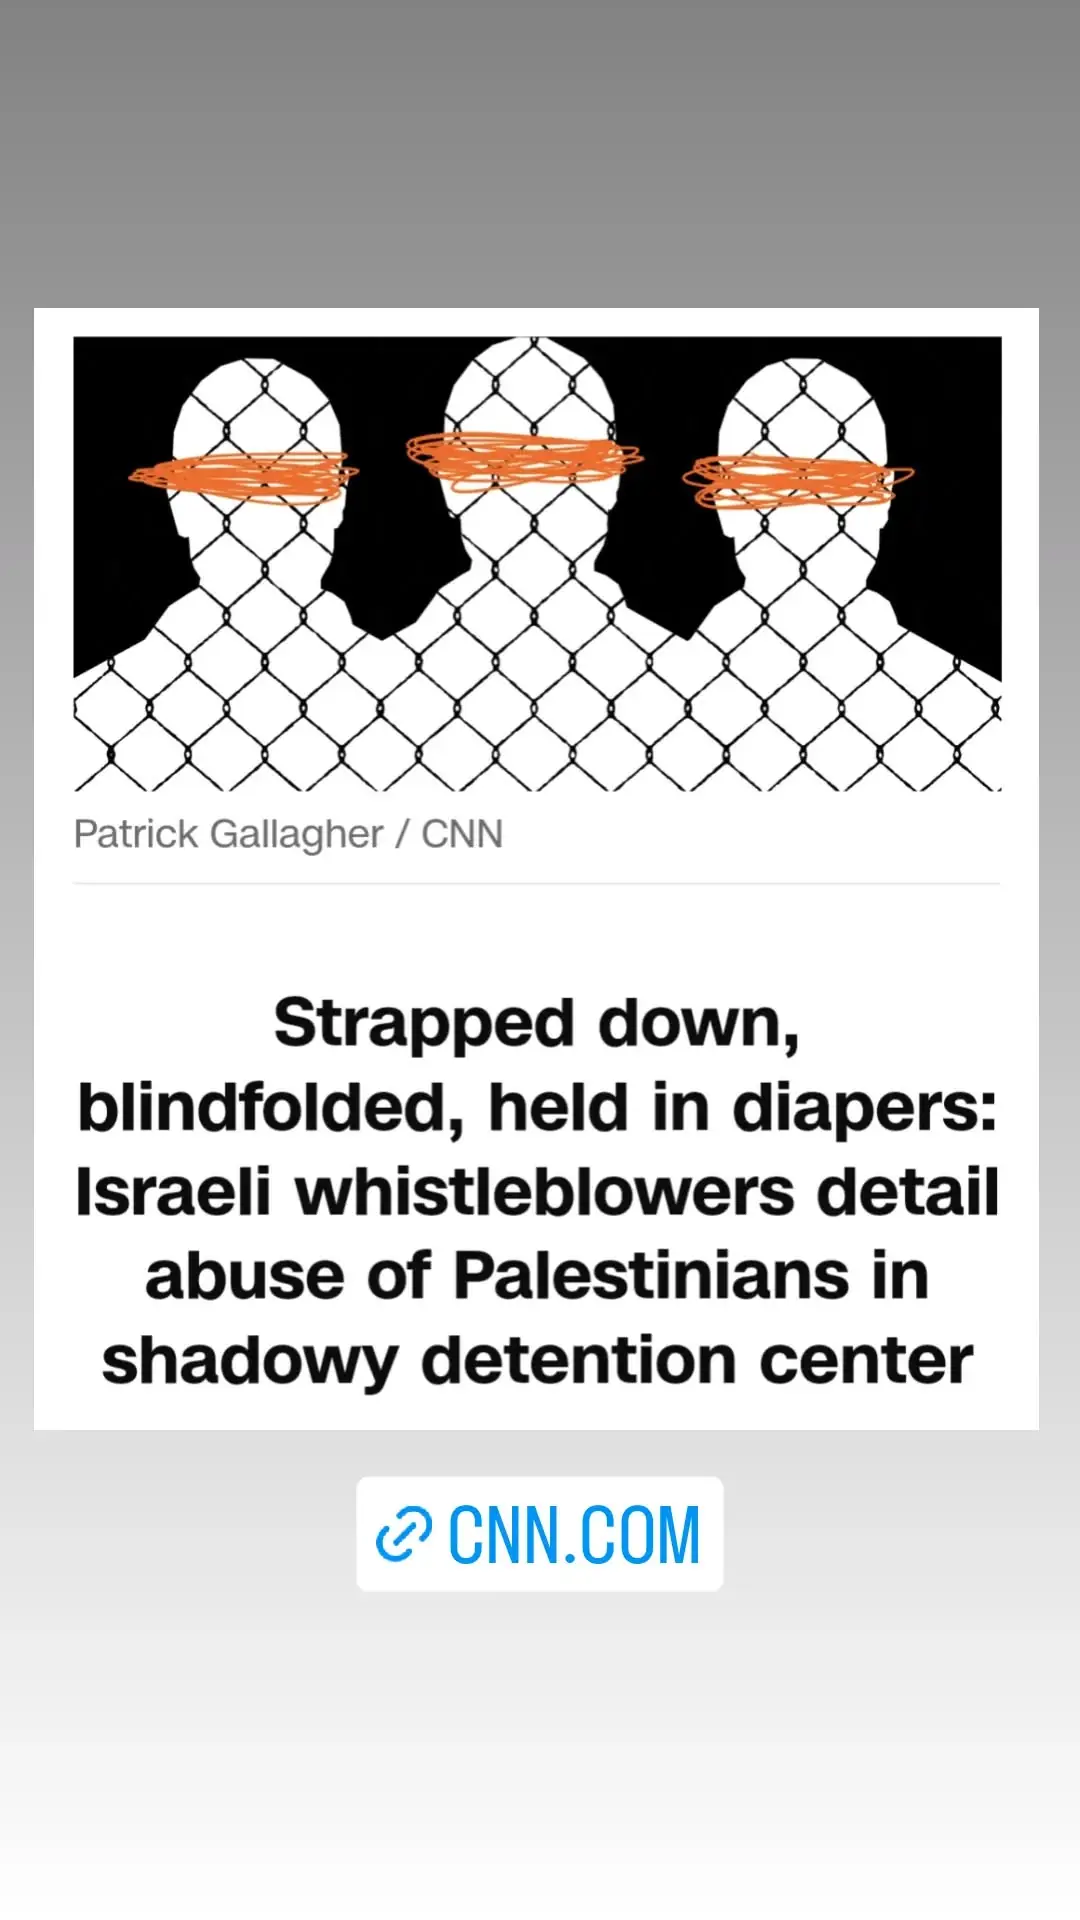 Patrick Gallagher / CNN
Strapped down,
blindfolded, held in diapers:
Israeli whistleblowers detail
abuse of Palestinians in
shadowy detention center
CNN.COM